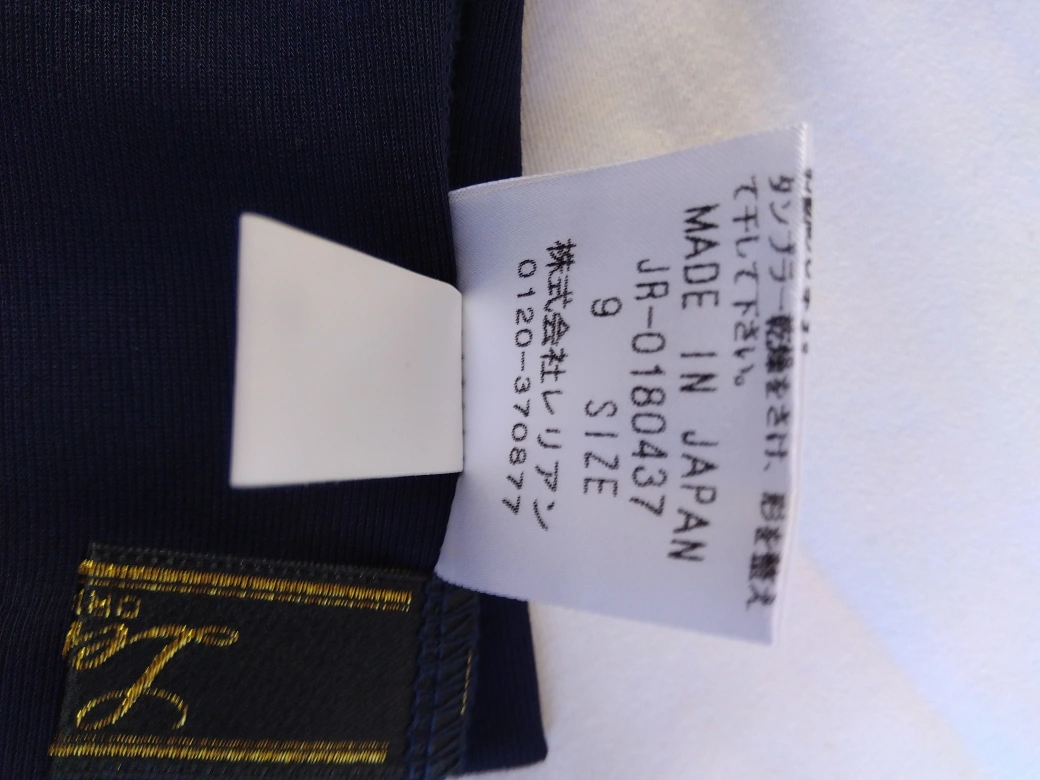 タンブラー乾燥をさけ、形を整え
て干して下さい。
MADE IN JAPAN
JR-0180437
9 SIZE
株式会社レリアン
0120-370877